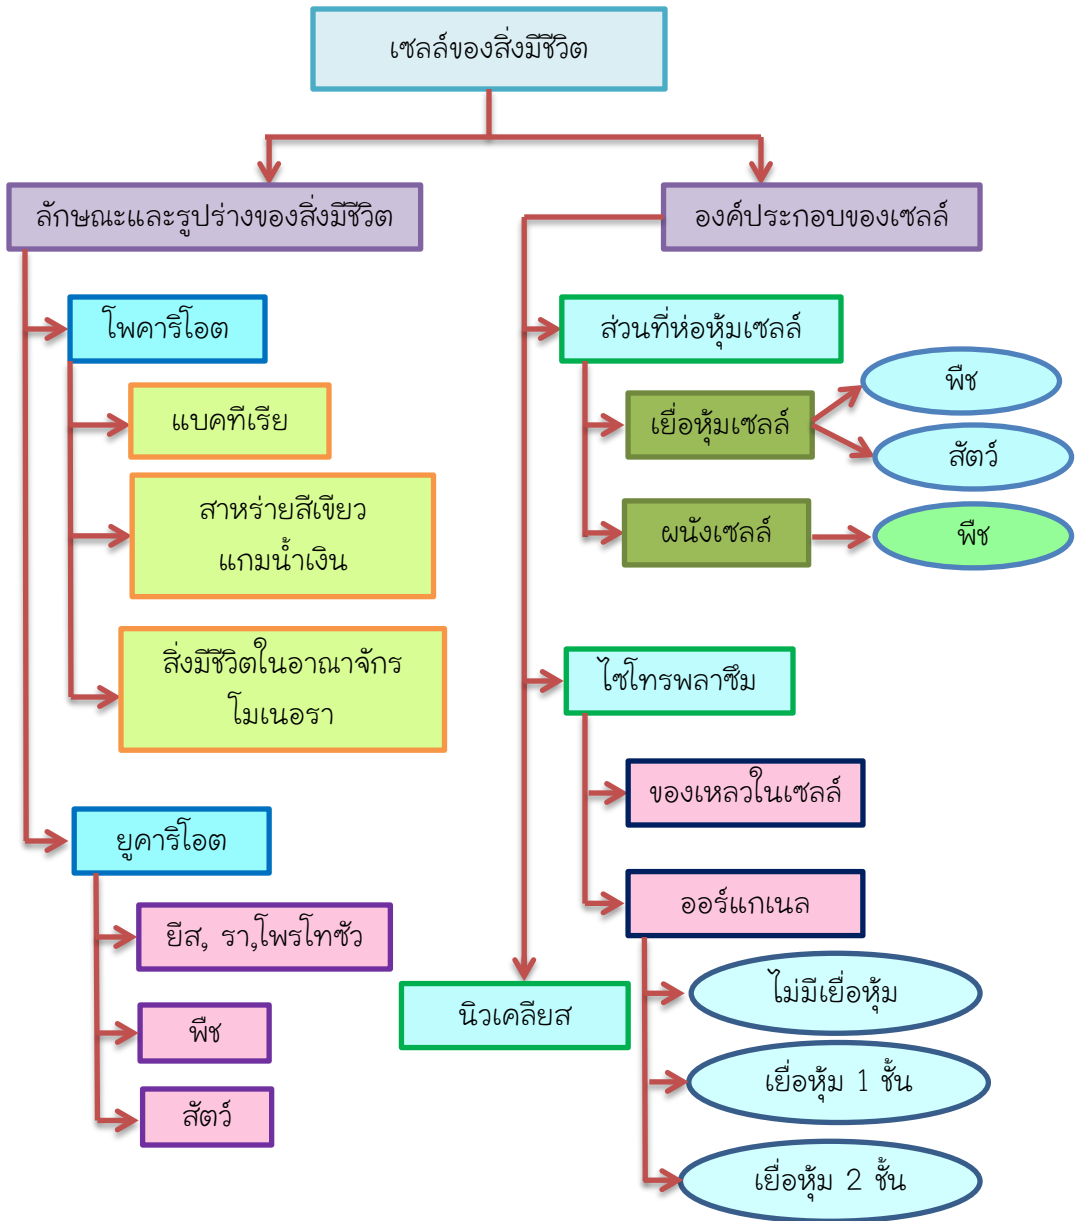 เซลล์ของสิ่งมีชีวิต
ลักษณะและรูปร่างของสิ่งมีชีวิต
โพคาริโอต
แบคทีเรีย
สาหร่ายสีเขียว
แกมน้ำเงิน
สิ่งมีชีวิตในอาณาจักร
โมเนอรา
ยูคาริโอต
ยีส, รา,โพรโทซัว
พืช
สัตว์
องค์ประกอบของเซลล์
ส่วนที่ห่อหุ้มเซลล์
เยื่อหุ้มเซลล์
พืช
สัตว์
ผนังเซลล์
พืช
ไซโทรพลาซึม
ของเหลวในเซลล์
ออร์แกเนล
ไม่มีเยื่อหุ้ม
เยื่อหุ้ม 1 ชั้น
เยื่อหุ้ม 2 ชั้น
นิวเคลียส